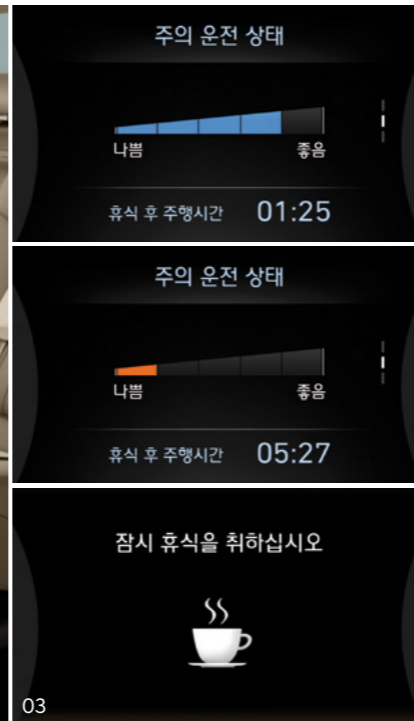 주의 운전 상태
나쁨 좋음
휴식 후 주행시간 01:25
주의 운전 상태
나쁨 좋음
휴식 후 주행시간 05:27
잠시 휴식을 취하십시오
03